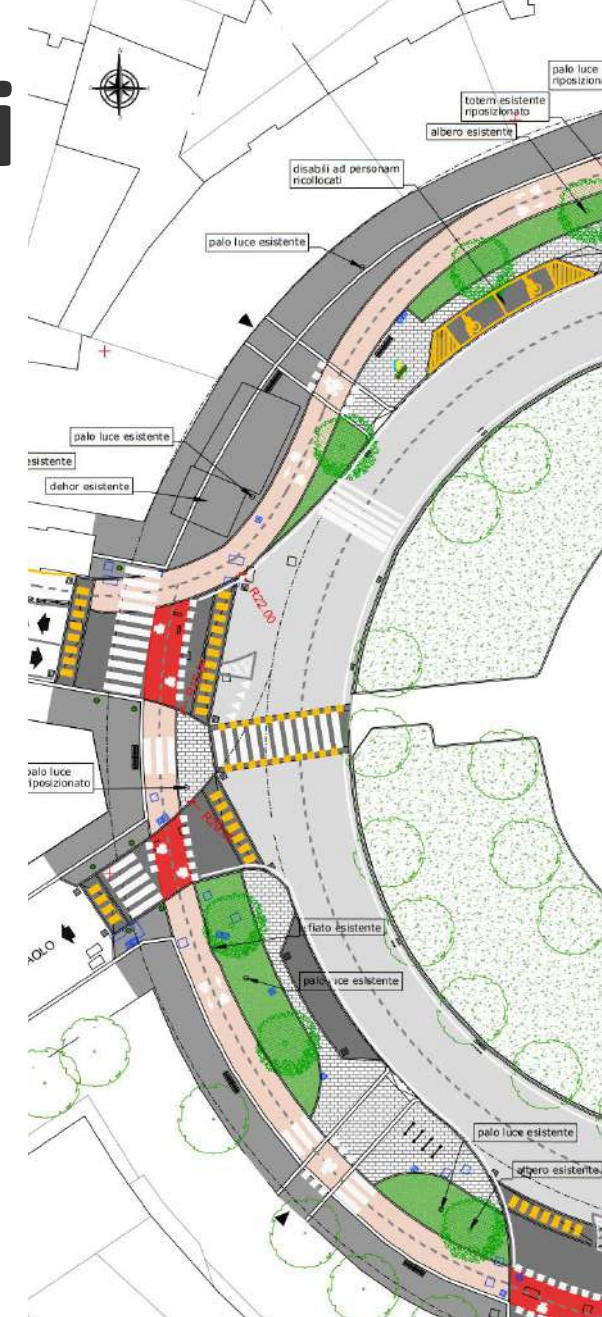 i
N
palo luce
totem esistente
riposizionato
albero esistente
disabili ad personam
ricollocati
palo luce esistente
palo luce esistente
esistente
dehor esistente
R22.00
palo luce
riposizionato
AOLO
sfiato esistente
palo luce esistente
palo luce esistente
albero esistente